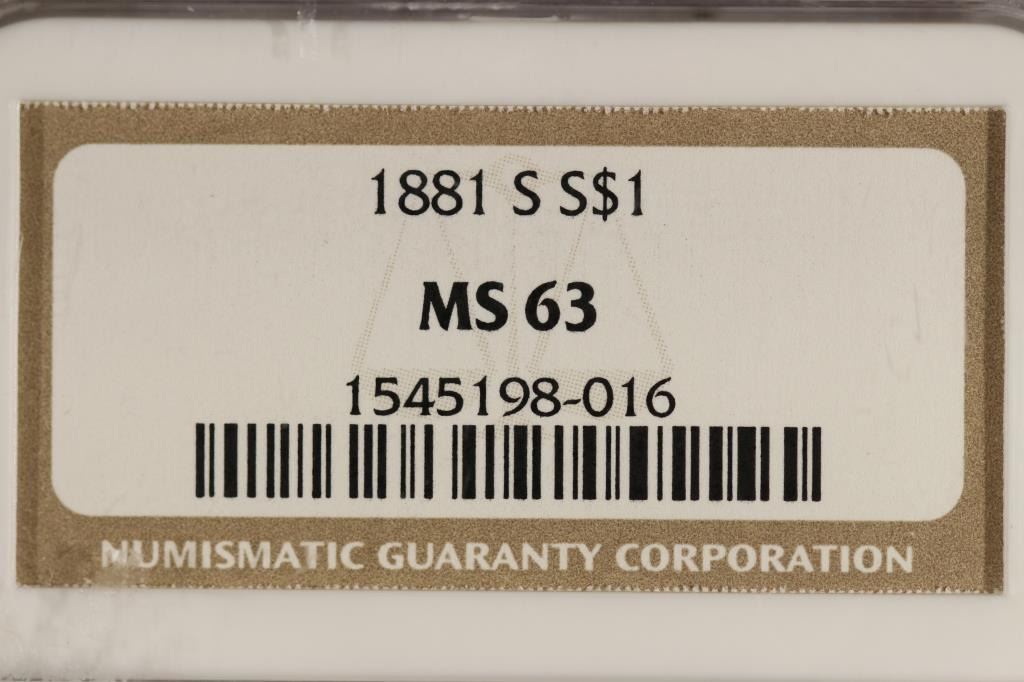 1881 S S$1
MS 63
1545198-016
NUMISMATIC GUARANTY CORPORATION